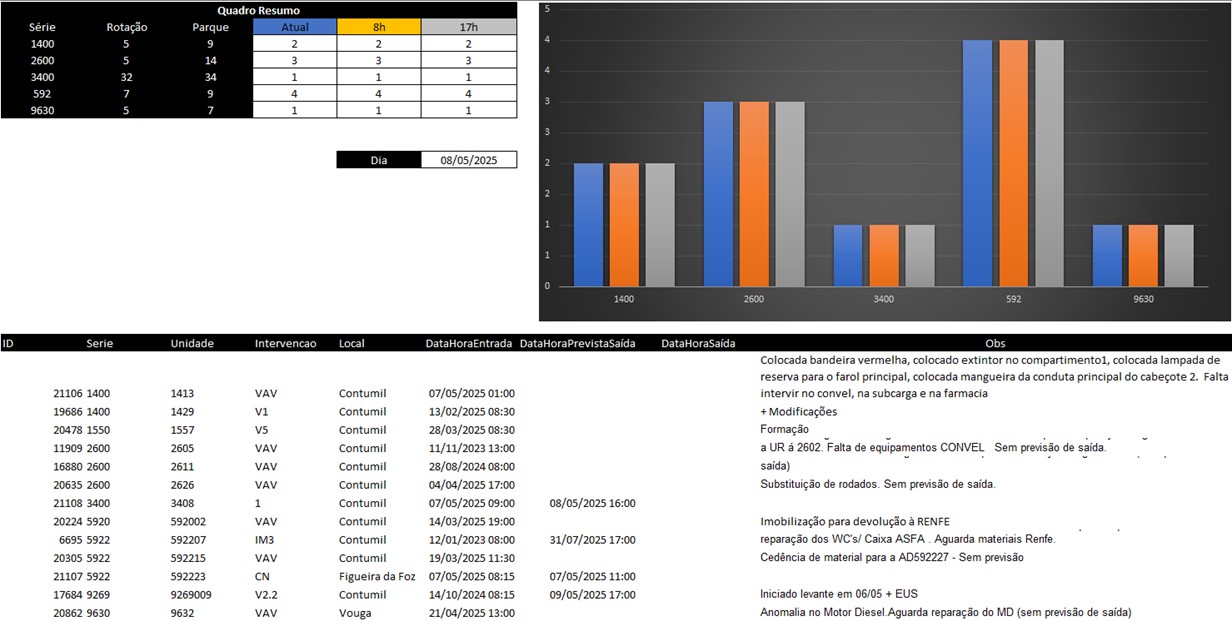 Quadro Resumo
Série Rotação Parque Atual 8h 17h
1400 5 9 2 2 2
2600 5 14 3 3 3
3400 32 34 1 1 1
592 7 9 4 4 4
9630 5 7 1 1 1
Dia 08/05/2025
5
4
4
3
3
2
2
1
1
0
1400 2600 3400 592 9630
ID Serie Unidade Intervencao Local DataHoraEntrada DataHoraPrevistaSaída DataHoraSaída Obs
Colocada bandeira vermelha, colocado extintor no compartimento1, colocada lampada de
reserva para o farol principal, colocada mangueira da conduta principal do cabeçote 2. Falta
21106 1400 1413 VAV Contumil 07/05/2025 01:00 intervir no convel, na subcarga e na farmacia
19686 1400 1429 V1 Contumil 13/02/2025 08:30 + Modificações
20478 1550 1557 V5 Contumil 28/03/2025 08:30 Formação
11909 2600 2605 VAV Contumil 11/11/2023 13:00 a UR á 2602. Falta de equipamentos CONVEL Sem previsão de saída.
16880 2600 2611 VAV Contumil 28/08/2024 08:00 saída)
20635 2600 2626 VAV Contumil 04/04/2025 17:00 Substituição de rodados. Sem previsão de saída.
21108 3400 3408 1 Contumil 07/05/2025 09:00 08/05/2025 16:00
20224 5920 592002 VAV Contumil 14/03/2025 19:00 Imobilização para devolução à RENFE
6695 5922 592207 IM3 Contumil 12/01/2023 08:00 31/07/2025 17:00 reparação dos WC's/ Caixa ASFA . Aguarda materiais Renfe.
20305 5922 592215 VAV Contumil 19/03/2025 11:30 Cedência de material para a AD592227 - Sem previsão
21107 5922 592223 CN Figueira da Foz 07/05/2025 08:15 07/05/2025 11:00
17684 9269 9269009 V2.2 Contumil 14/10/2024 08:15 09/05/2025 17:00 Iniciado levante em 06/05 + EUS
20862 9630 9632 VAV Vouga 21/04/2025 13:00 Anomalia no Motor Diesel.Aguarda reparação do MD (sem previsão de saída)